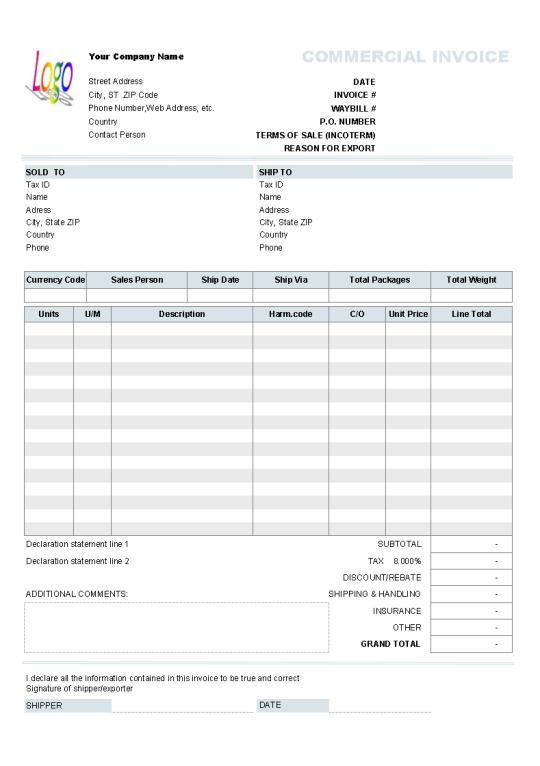 Logo
Your Company Name
COMMERCIAL INVOICE
Street Address
DATE
City, ST ZIP Code
INVOICE #
Phone Number,Web Address, etc.
WAYBILL #
Country
P.O. NUMBER
Contact Person
TERMS OF SALE (INCOTERM)
REASON FOR EXPORT
SOLD TO
SHIP TO
Tax ID
Tax ID
Name
Name
Adress
Address
City, State ZIP
City, State ZIP
Country
Country
Phone
Phone
Currency Code Sales Person Ship Date Ship Via Total Packages Total Weight
Units U/M Description Harm.code C/O Unit Price Line Total
Declaration statement line 1
SUBTOTAL -
Declaration statement line 2
TAX 8.000% -
DISCOUNT/REBATE -
ADDITIONAL COMMENTS:
SHIPPING & HANDLING -
INSURANCE -
OTHER -
GRAND TOTAL -
I declare all the information contained in this invoice to be true and correct
Signature of shipper/exporter
SHIPPER
DATE